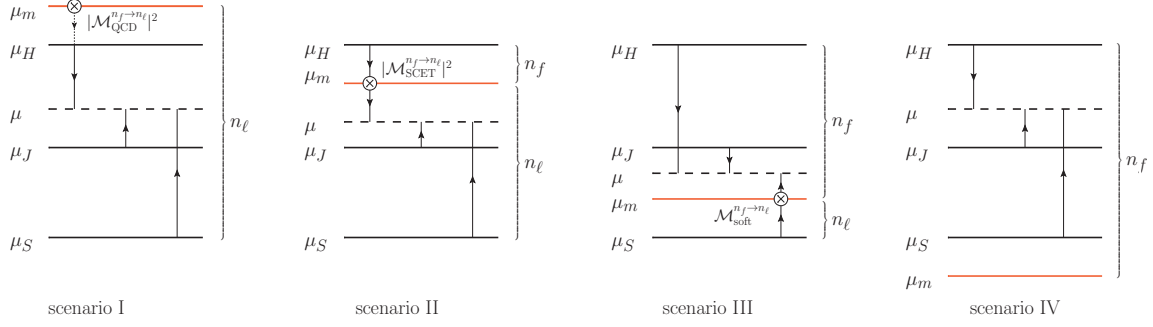 μ_m
|M_QCD^{n_f→n_ℓ}|²
μ_H
μ
μ_J
μ_S
n_ℓ
scenario I
μ_H
|M_SCET^{n_f→n_ℓ}|²
μ_m
μ
μ_J
μ_S
n_f
n_ℓ
scenario II
μ_H
μ_J
μ
μ_m
M_soft^{n_f→n_ℓ}
μ_S
n_f
n_ℓ
scenario III
μ_H
μ
μ_J
μ_S
μ_m
n_f
scenario IV